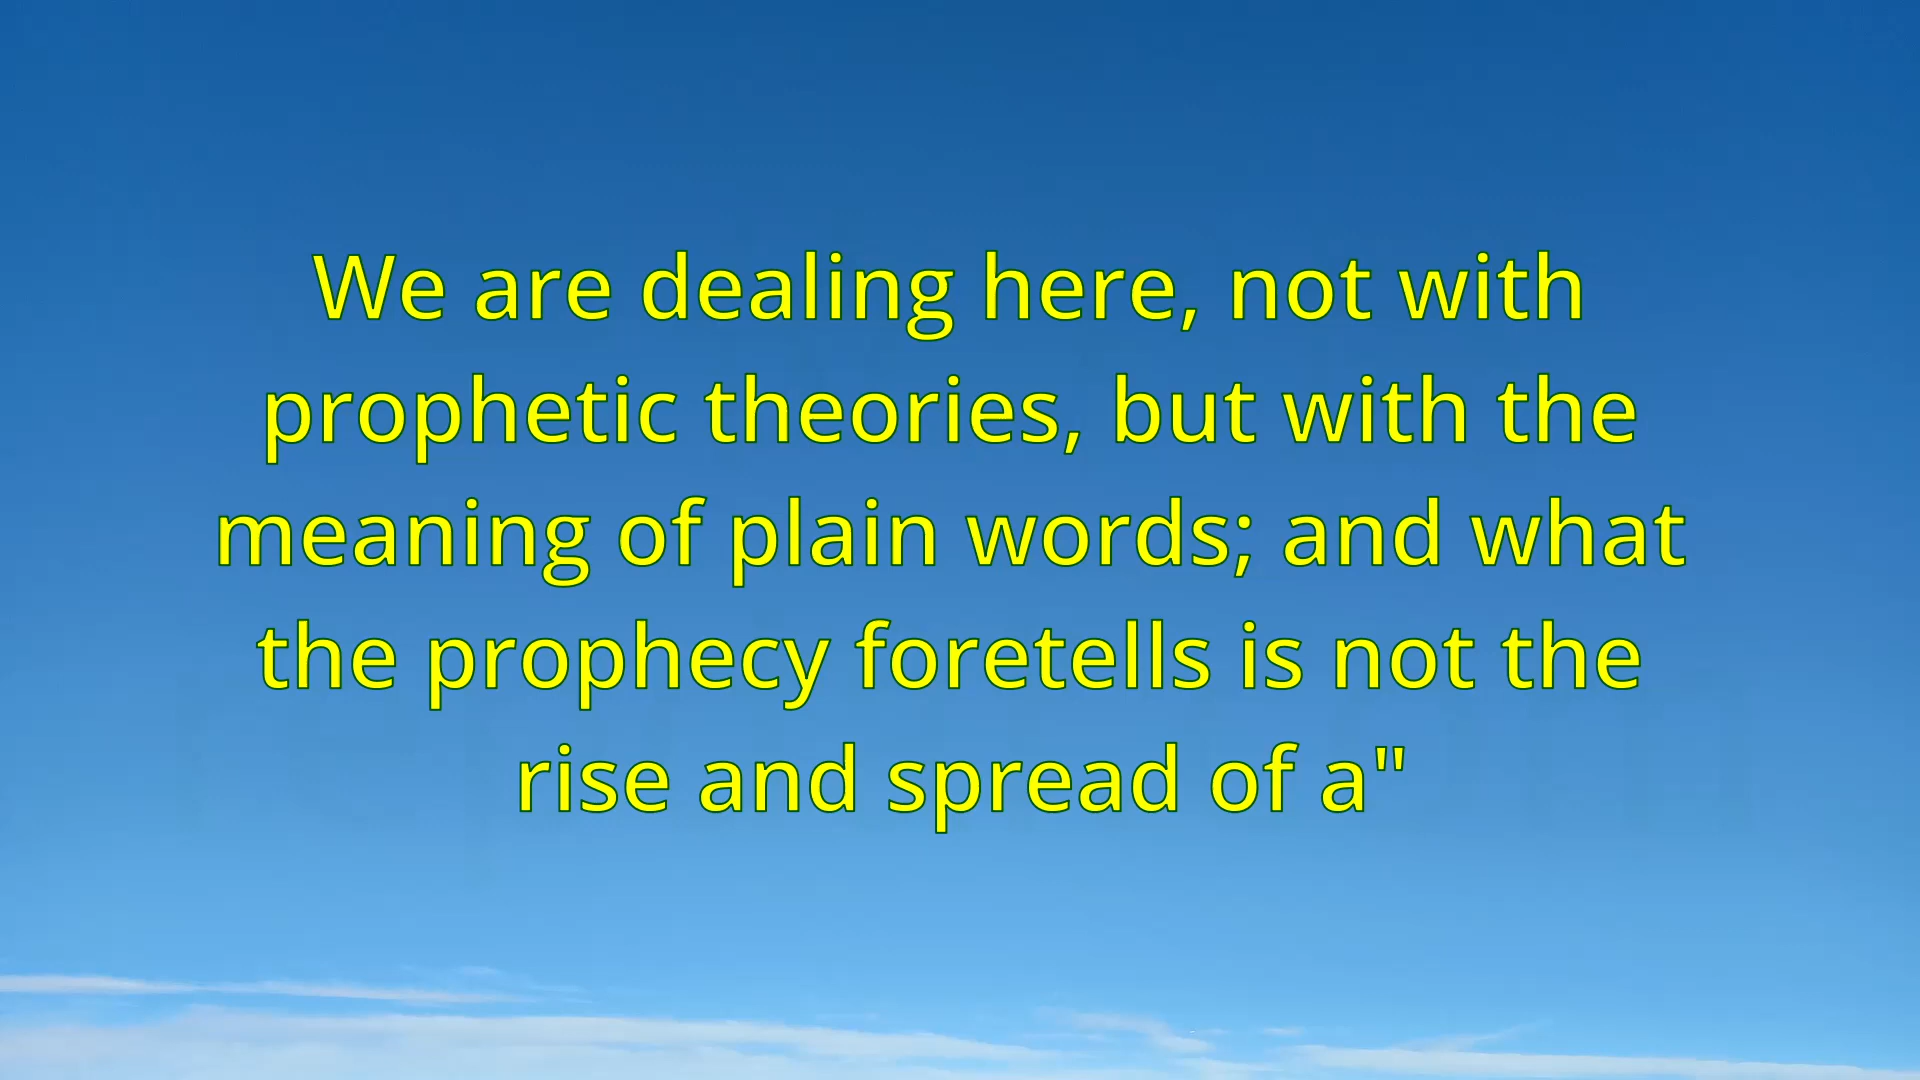 We are dealing here, not with
prophetic theories, but with the
meaning of plain words; and what
the prophecy foretells is not the
rise and spread of a"